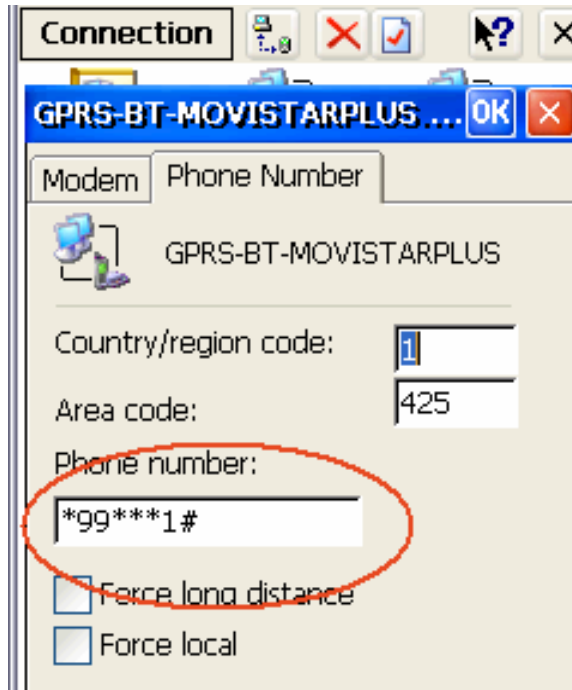 Connection
GPRS-BT-MOVISTARPLUS ... OK
Modem Phone Number
GPRS-BT-MOVISTARPLUS
Country/region code: 1
Area code: 425
Phone number:
*99***1#
Force long distance
Force local